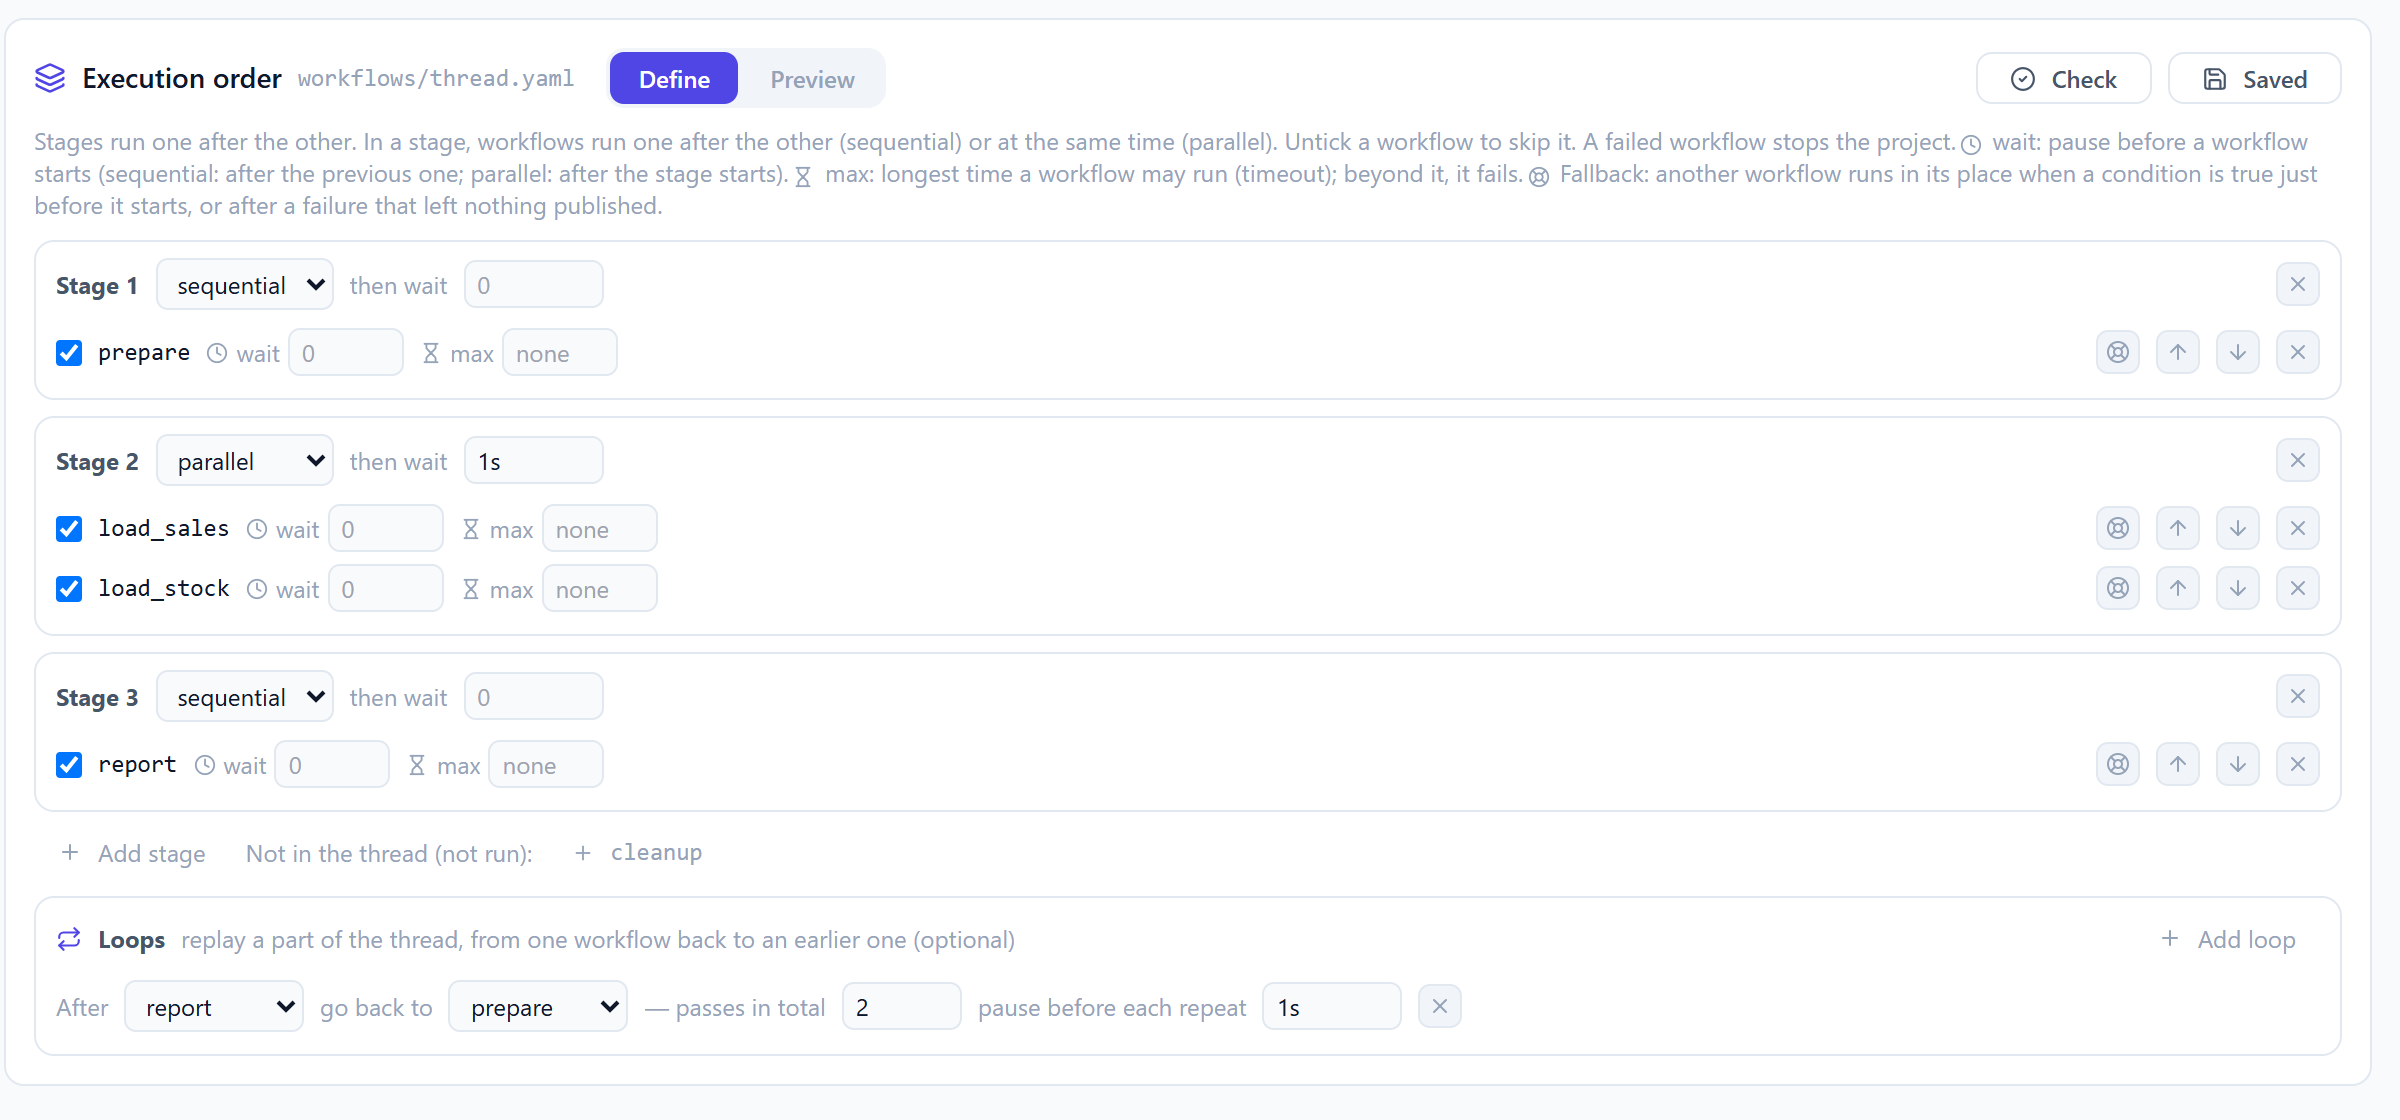 Execution order workflows/thread.yaml Define Preview Check Saved
Stages run one after the other. In a stage, workflows run one after the other (sequential) or at the same time (parallel). Untick a workflow to skip it. A failed workflow stops the project. wait: pause before a workflow
starts (sequential: after the previous one; parallel: after the stage starts). max: longest time a workflow may run (timeout); beyond it, it fails. Fallback: another workflow runs in its place when a condition is true just
before it starts, or after a failure that left nothing published.
Stage 1 sequential then wait 0
prepare wait 0 max none
Stage 2 parallel then wait 1s
load_sales wait 0 max none
load_stock wait 0 max none
Stage 3 sequential then wait 0
report wait 0 max none
+ Add stage Not in the thread (not run): + cleanup
Loops replay a part of the thread, from one workflow back to an earlier one (optional) + Add loop
After report go back to prepare — passes in total 2 pause before each repeat 1s